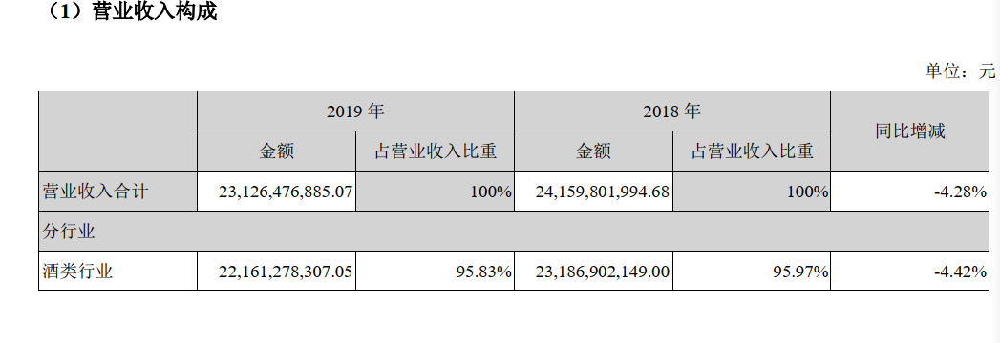 （1）营业收入构成
单位：元
2019 年 2018 年 同比增减
金额 占营业收入比重 金额 占营业收入比重
营业收入合计 23,126,476,885.07 100% 24,159,801,994.68 100% -4.28%
分行业
酒类行业 22,161,278,307.05 95.83% 23,186,902,149.00 95.97% -4.42%